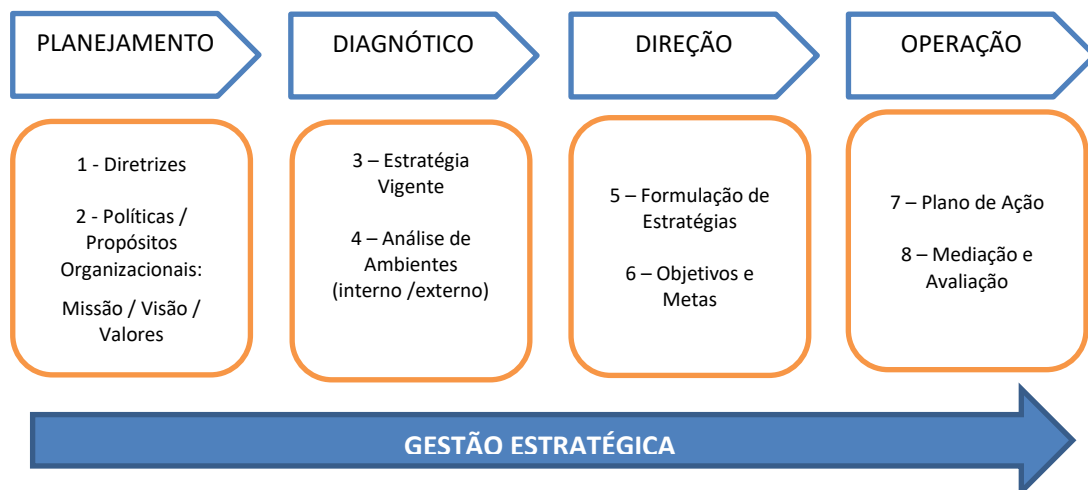 PLANEJAMENTO
DIAGNÓTICO
DIREÇÃO
OPERAÇÃO
1 - Diretrizes
2 - Políticas /
Propósitos
Organizacionais:
Missão / Visão /
Valores
3 – Estratégia
Vigente
4 – Análise de
Ambientes
(interno /externo)
5 – Formulação de
Estratégias
6 – Objetivos e
Metas
7 – Plano de Ação
8 – Mediação e
Avaliação
GESTÃO ESTRATÉGICA